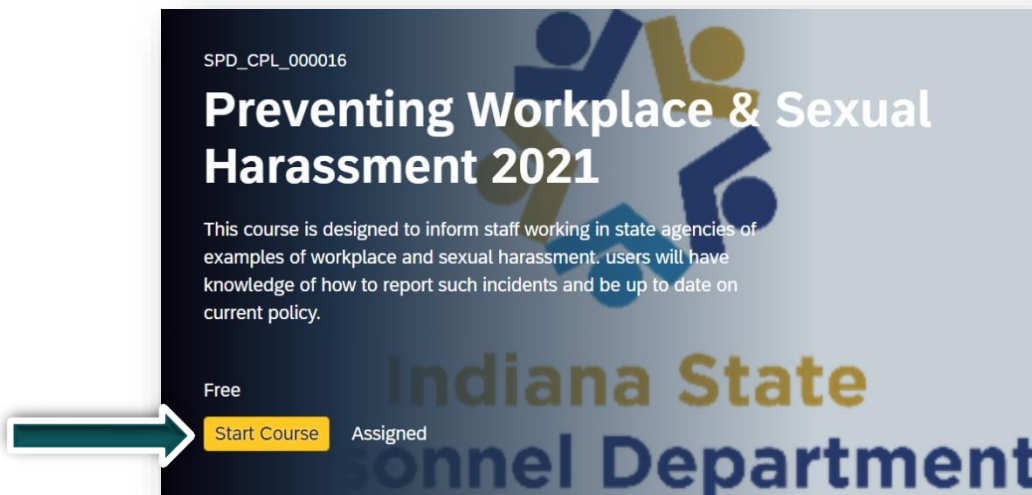 SPD_CPL_000016
Preventing Workplace & Sexual
Harassment 2021
This course is designed to inform staff working in state agencies of
examples of workplace and sexual harassment. users will have
knowledge of how to report such incidents and be up to date on
current policy.
Free
Start Course Assigned
Indiana State
sonnel Department